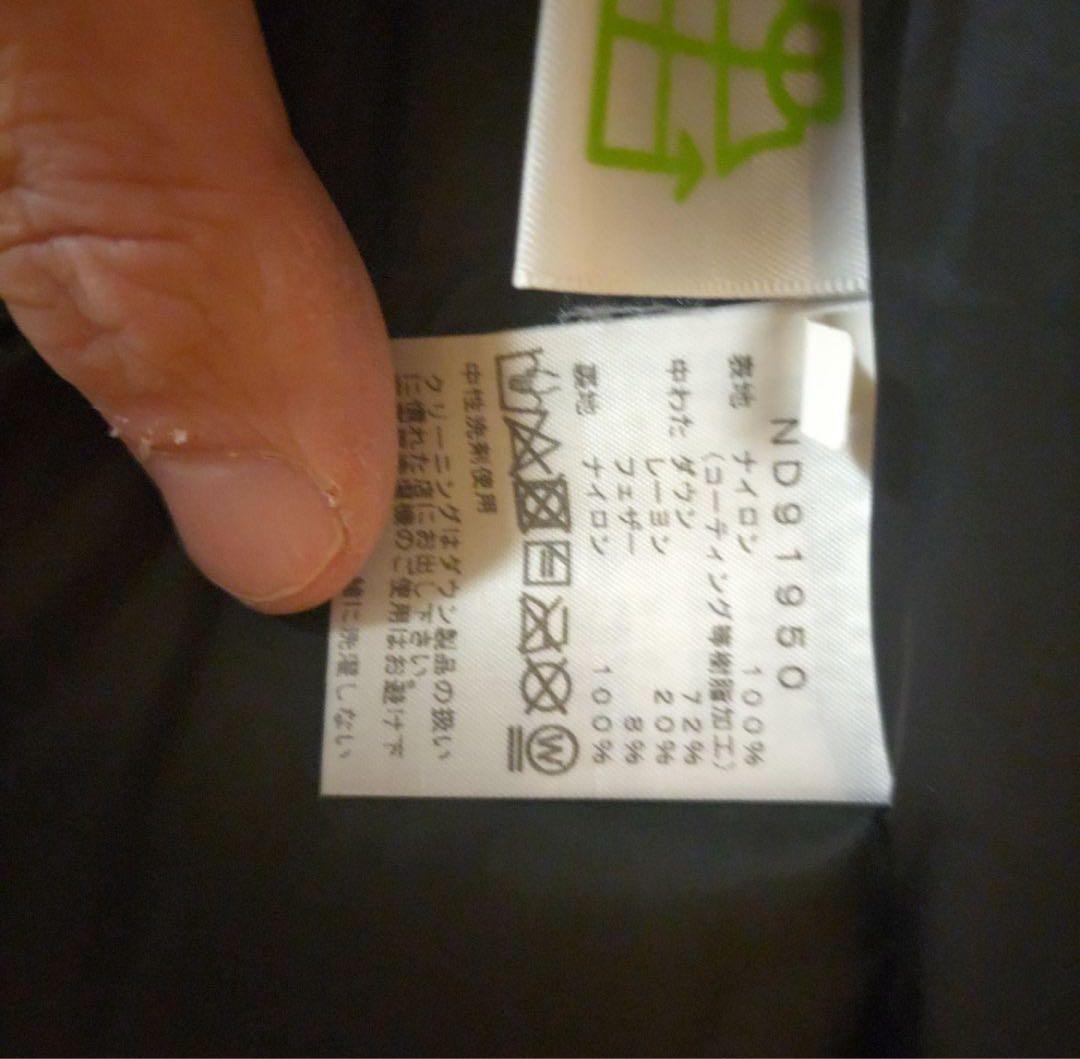 ND91950
表地 ナイロン 100%
(コーティング等樹脂加工)
中わた ダウン 72%
レーヨン 20%
フェザー 8%
裏地 ナイロン 100%
W
中性洗剤使用
クリーニングはダウン製品の扱い
に優れた店にお出し下さい。
のご使用はお避け下
緒に洗濯しない